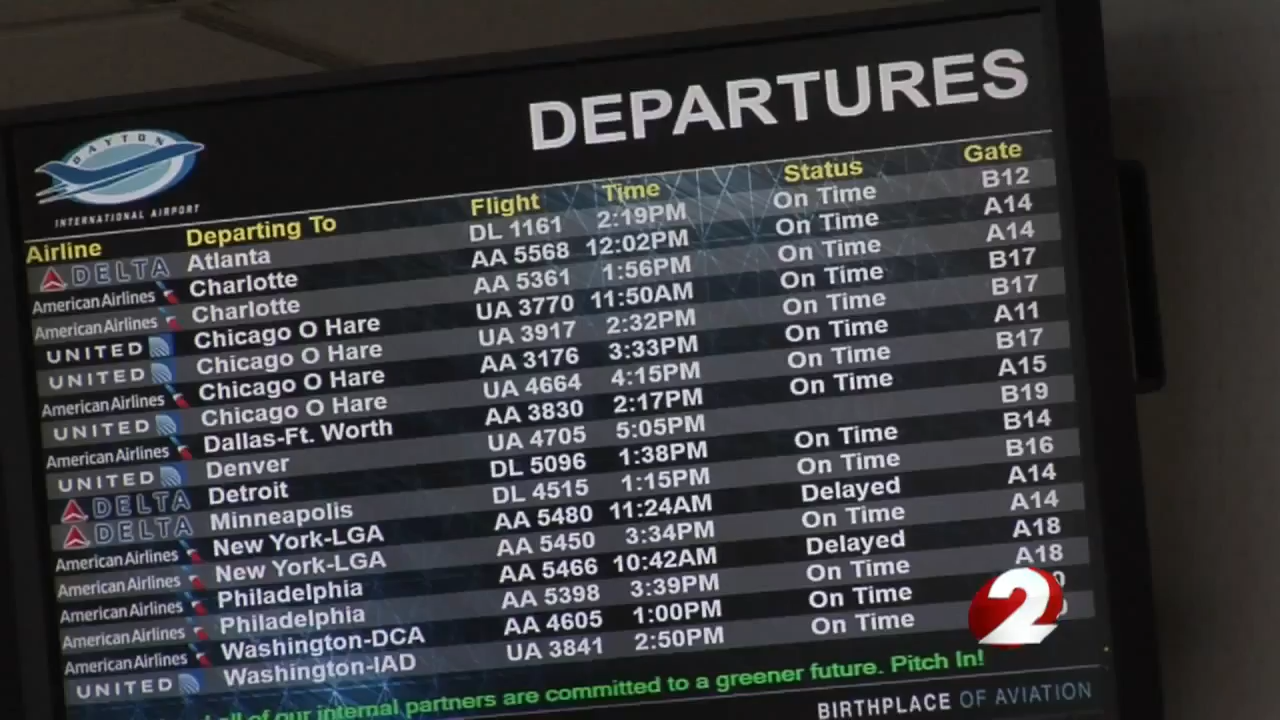 DEPARTURES
DAYTON
INTERNATIONAL AIRPORT
Airline Departing To Flight Time Status Gate
DELTA Atlanta DL 1161 2:19PM On Time B12
American Airlines Charlotte AA 5568 12:02PM On Time A14
American Airlines Charlotte AA 5361 1:56PM On Time A14
UNITED Chicago O Hare UA 3770 11:50AM On Time B17
UNITED Chicago O Hare UA 3917 2:32PM On Time B17
American Airlines Chicago O Hare AA 3176 3:33PM On Time A11
UNITED Chicago O Hare UA 4664 4:15PM On Time B17
American Airlines Dallas-Ft. Worth AA 3830 2:17PM On Time A15
UNITED Denver UA 4705 5:05PM B19
DELTA Detroit DL 5096 1:38PM On Time B14
DELTA Minneapolis DL 4515 1:15PM On Time B16
American Airlines New York-LGA AA 5480 11:24AM Delayed A14
American Airlines New York-LGA AA 5450 3:34PM On Time A14
American Airlines Philadelphia AA 5466 10:42AM Delayed A18
American Airlines Philadelphia AA 5398 3:39PM On Time A18
American Airlines Washington-DCA AA 4605 1:00PM On Time
UNITED Washington-IAD UA 3841 2:50PM On Time
all of our internal partners are committed to a greener future. Pitch In!
BIRTHPLACE OF AVIATION
2